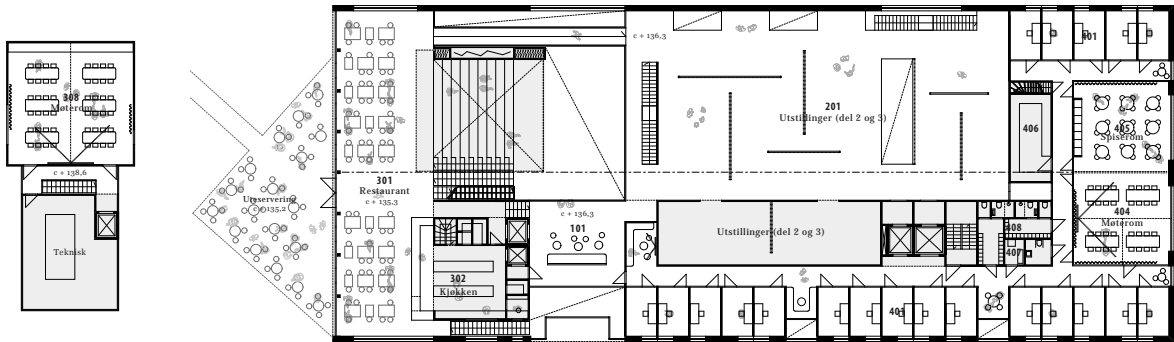 308
Møterom
c + 138,6
Teknisk
Uteservering
c + 135,2
301
Restaurant
c + 135,3
302
Kjøkken
c + 136,3
c + 136,3
101
201
Utstillinger (del 2 og 3)
Utstillinger (del 2 og 3)
401
406
405
Spiserom
404
Møterom
408
407
401